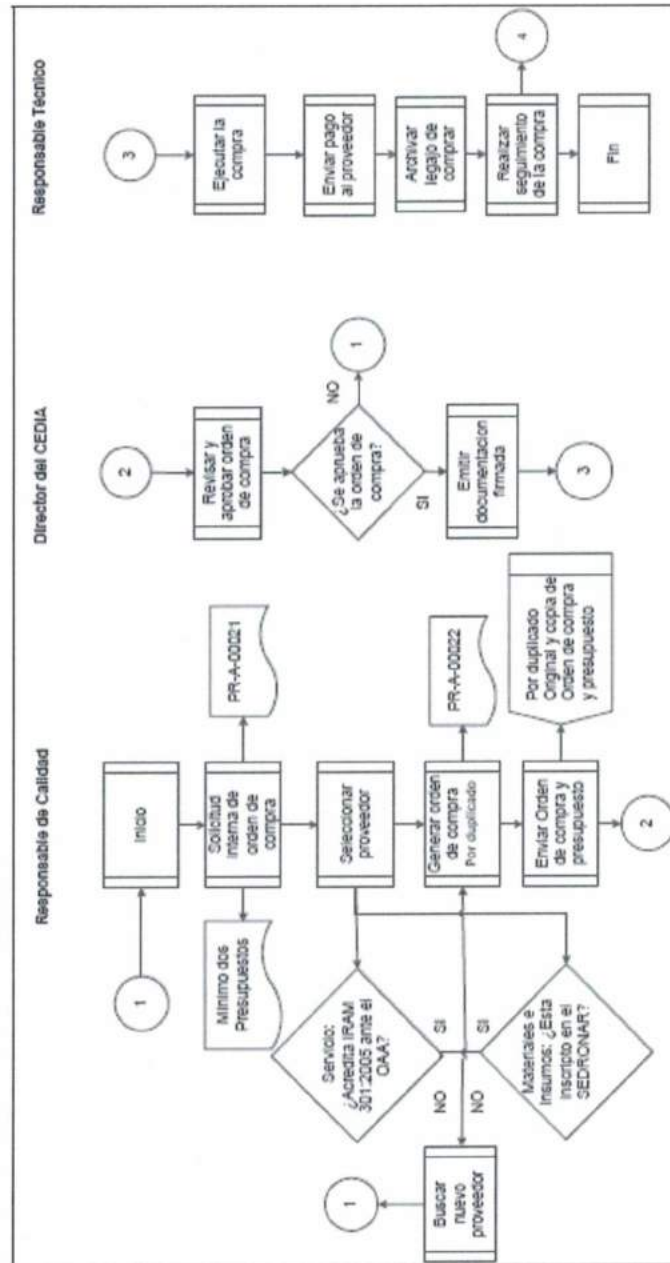 Responsable de Calidad
1
Inicio
Mínimo dos
Presupuestos
Solicitud
Interna de
orden de
compra
PR-A-00021
Seleccionar
proveedor
Servicio:
¿Acredita IRAM
301:2005 ante el
OAA?
SI
NO
Materiales e
Insumos: ¿Esta
inscripto en el
SEDRONAR?
SI
NO
Buscar
nuevo
proveedor
1
Generar orden
de compra
Por duplicado
PR-A-00022
Enviar Orden
de compra y
presupuesto
Por duplicado
Original y copia de
Orden de compra
y presupuesto
2
Director del CEDIA
2
Revisar y
aprobar orden
de compra
¿Se aprueba
la orden de
compra?
NO
1
SI
Emitir
documentacion
firmada
3
Responsable Técnico
3
Ejecutar la
compra
Enviar pago
al proveedor
Archivar
legajo de
comprar
Realizar
seguimiento
de la compra
4
Fin